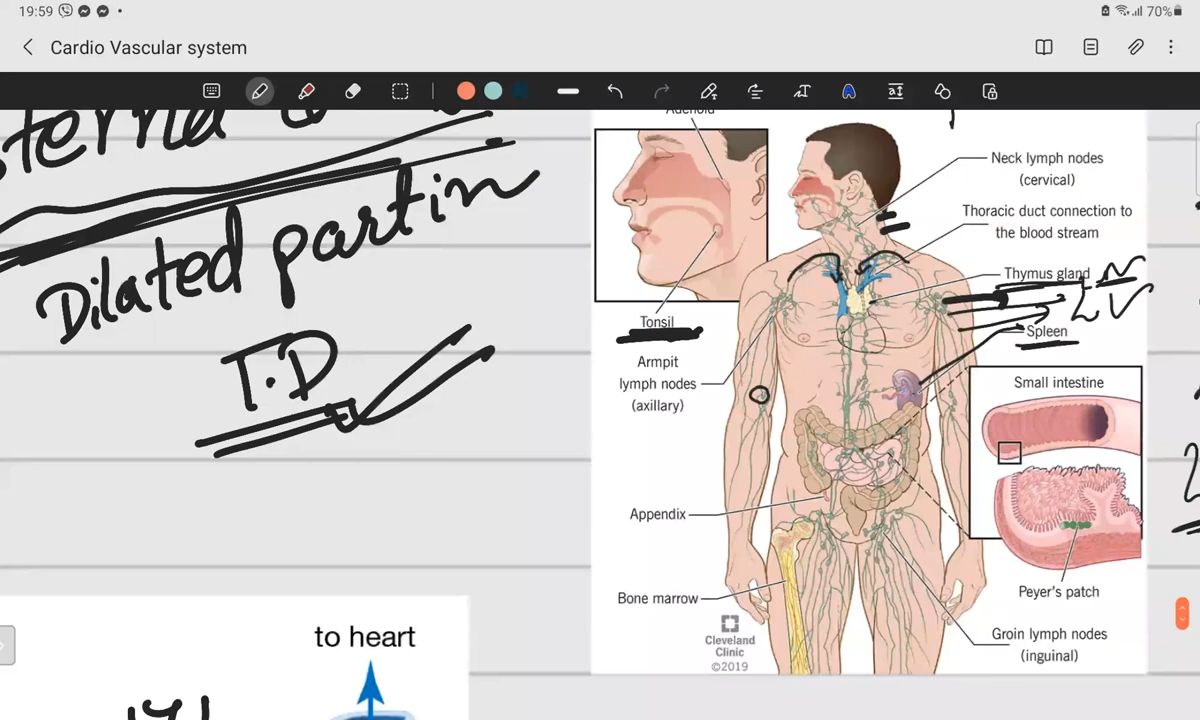 19:59
70%
Cardio Vascular system
Dilated part in
T.D
Tonsil
Armpit
lymph nodes
(axillary)
Appendix
Bone marrow
Cleveland
Clinic
©2019
Neck lymph nodes
(cervical)
Thoracic duct connection to
the blood stream
Thymus gland
Spleen
Small intestine
Peyer's patch
Groin lymph nodes
(inguinal)
to heart